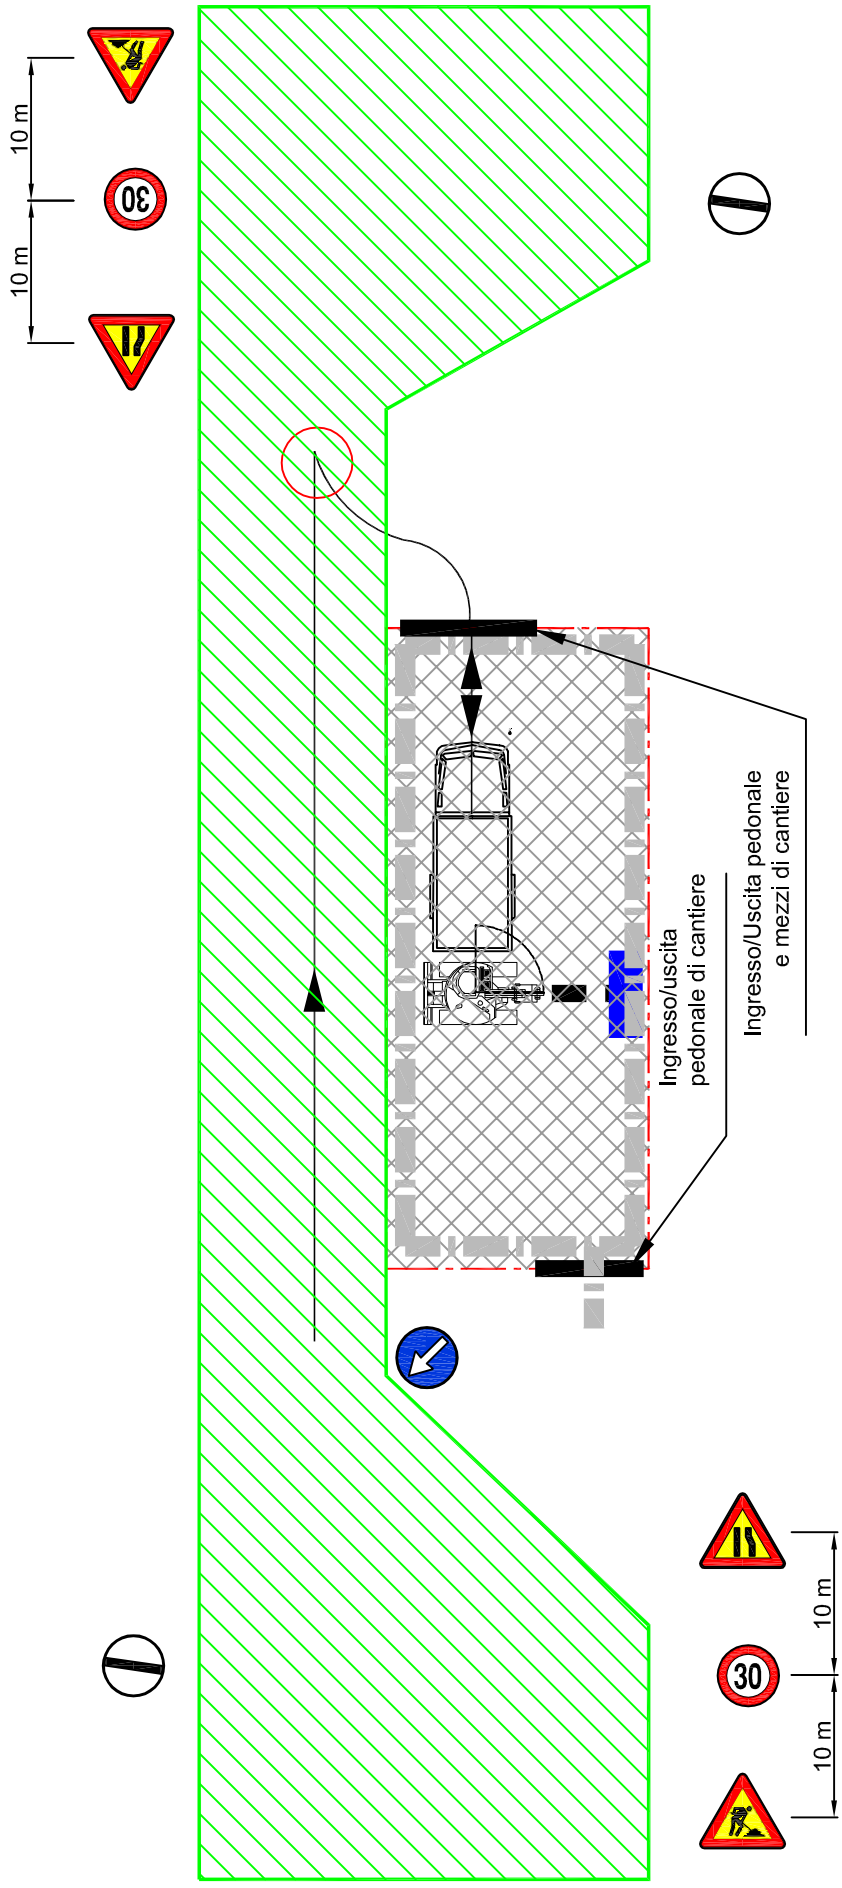 10 m
30
10 m
Ingresso/uscita
pedonale di cantiere
Ingresso/Uscita pedonale
e mezzi di cantiere
10 m
30
10 m